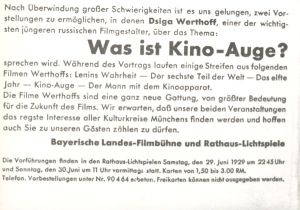 Nach Überwindung großer Schwierigkeiten ist es uns gelungen, zwei Vor-
stellungen zu ermöglichen, in denen Dsiga Werthoff, einer der wichtig-
sten jüngeren russischen Filmgestalter, über das Thema:
Was ist Kino-Auge?
sprechen wird. Während des Vortrags laufen einige Streifen aus folgenden
Filmen Werthoffs: Lenins Wahrheit — Der sechste Teil der Welt — Das elfte
Jahr — Kino-Auge — Der Mann mit dem Kinoapparat.
Die Werthoff-Filme sind eine ganz neue Gattung, von größter Bedeutung
für die Zukunft des Films. Wir erwarten, daß unsere beiden Veranstaltungen
das regste Interesse aller Kulturkreise Münchens finden werden und hoffen
auch Sie zu unseren Gästen zählen zu dürfen.
Bayerische Landes-Filmbühne und Rathaus-Lichtspiele
Die Vorführungen finden in den Rathaus-Lichtspielen Samstag, den 29. Juni 1929 um 22 45 Uhr
und Sonntag, den 30. Juni um 11 Uhr vormittags statt. Karten von 1,50 bis 3.00 RM.
Telefon. Vorbestellungen unter Nr. 90 4 64 erbeten. Freikarten können nicht ausgegeben werden.